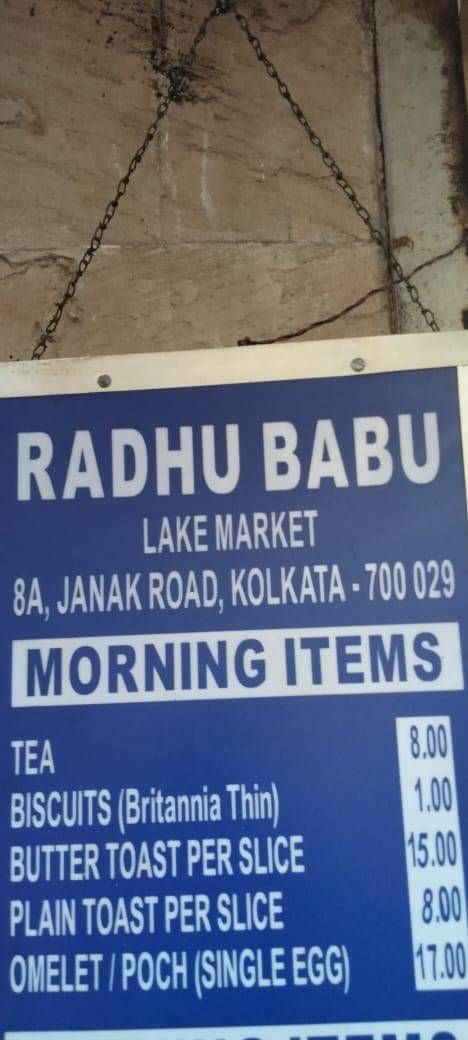 RADHU BABU
LAKE MARKET
8A, JANAK ROAD, KOLKATA - 700 029
MORNING ITEMS
TEA 8.00
BISCUITS (Britannia Thin) 1.00
BUTTER TOAST PER SLICE 15.00
PLAIN TOAST PER SLICE 8.00
OMELET / POCH (SINGLE EGG) 17.00
ITEMS